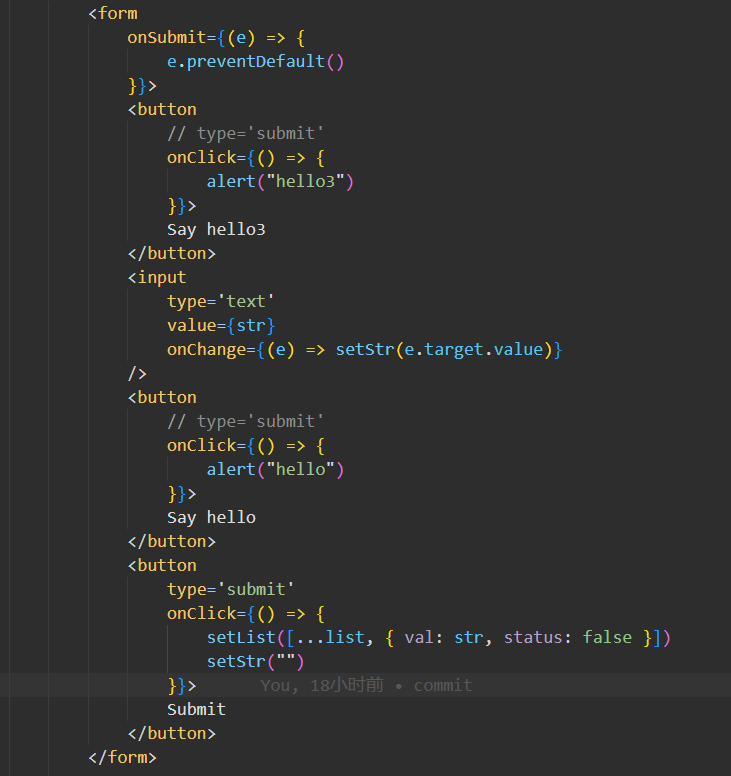 <form
onSubmit={(e) => {
e.preventDefault()
}}>
<button
// type='submit'
onClick={() => {
alert("hello3")
}}>
Say hello3
</button>
<input
type='text'
value={str}
onChange={(e) => setStr(e.target.value)}
/>
<button
// type='submit'
onClick={() => {
alert("hello")
}}>
Say hello
</button>
<button
type='submit'
onClick={() => {
setList([...list, { val: str, status: false }])
setStr("")
}}> You, 18小时前 • commit
Submit
</button>
</form>